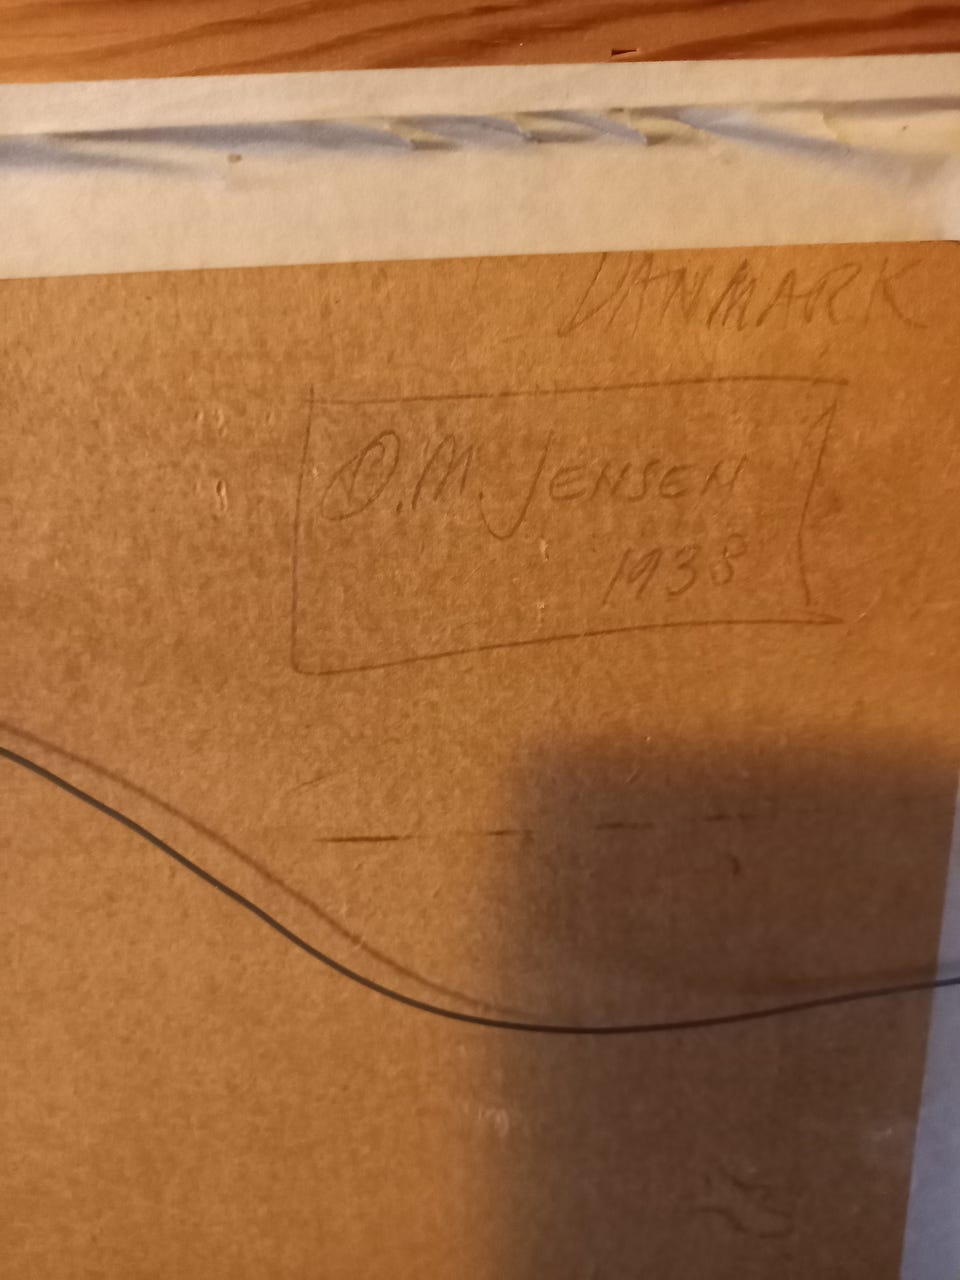 DANMARK
O.M. JENSEN
1938